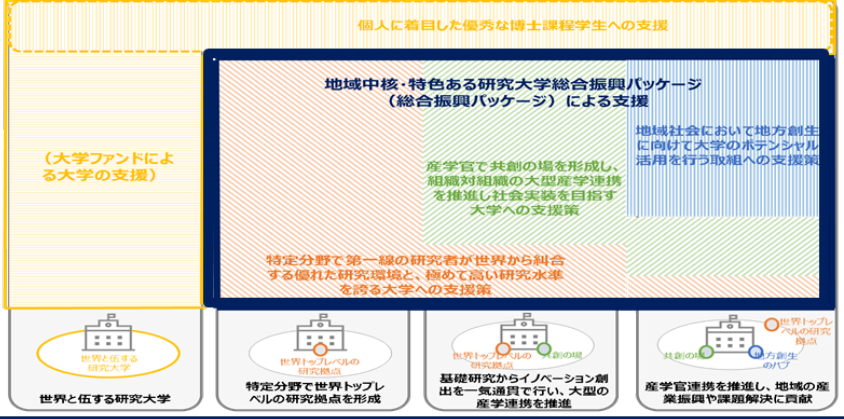 個人に着目した優秀な博士課程学生への支援
地域中核・特色ある研究大学総合振興パッケージ
（総合振興パッケージ）による支援
（大学ファンドによ
る大学の支援）
地域社会において地方創生
に向けて大学のポテンシャル
活用を行う取組への支援策
産学官で共創の場を形成し、
組織対組織の大型産学連携
を推進し社会実装を目指す
大学への支援策
特定分野で第一線の研究者が世界から糾合
する優れた研究環境と、極めて高い研究水準
を誇る大学への支援策
世界と伍する
研究大学
世界と伍する研究大学
世界トップレベルの
研究拠点
特定分野で世界トップレ
ベルの研究拠点を形成
世界トップレベルの
研究拠点
共創の場
基礎研究からイノベーション創
出を一気通貫で行い、大型の
産学連携を推進
世界トップレ
ベルの研究
拠点
共創の場
地方創生
のハブ
産学官連携を推進し、地域の産
業振興や課題解決に貢献